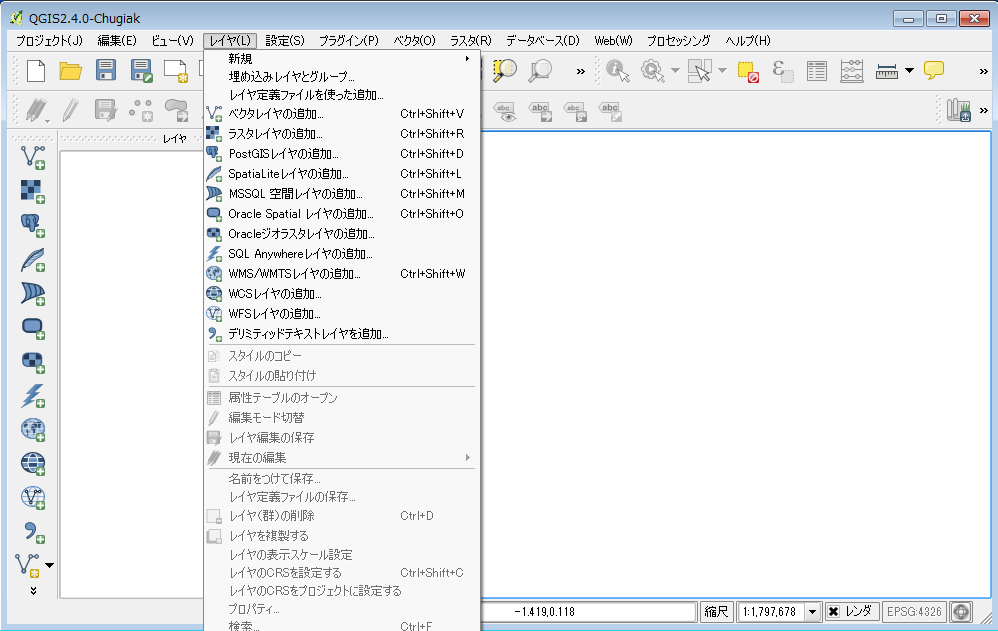 QGIS2.4.0-Chugiak
プロジェクト(J) 編集(E) ビュー(V) レイヤ(L) 設定(S) プラグイン(P) ベクタ(O) ラスタ(R) データベース(D) Web(W) プロセッシング ヘルプ(H)
新規
埋め込みレイヤとグループ...
レイヤ定義ファイルを使った追加...
ベクタレイヤの追加... Ctrl+Shift+V
ラスタレイヤの追加... Ctrl+Shift+R
PostGISレイヤの追加... Ctrl+Shift+D
SpatiaLiteレイヤの追加... Ctrl+Shift+L
MSSQL 空間レイヤの追加... Ctrl+Shift+M
Oracle Spatial レイヤの追加... Ctrl+Shift+O
Oracleジオラスタレイヤの追加...
SQL Anywhereレイヤの追加...
WMS/WMTSレイヤの追加... Ctrl+Shift+W
WCSレイヤの追加...
WFSレイヤの追加...
デリミティッドテキストレイヤを追加...
スタイルのコピー
スタイルの貼り付け
属性テーブルのオープン
編集モード切替
レイヤ編集の保存
現在の編集
名前をつけて保存...
レイヤ定義ファイルの保存...
レイヤ(群)の削除 Ctrl+D
レイヤを複製する
レイヤの表示スケール設定
レイヤのCRSを設定する Ctrl+Shift+C
レイヤのCRSをプロジェクトに設定する
プロパティ...
検索... Ctrl+F
レイヤ
abc
abc
abc
abc
-1.419,0.118 縮尺 1:1,797,678 レンダ EPSG:4326